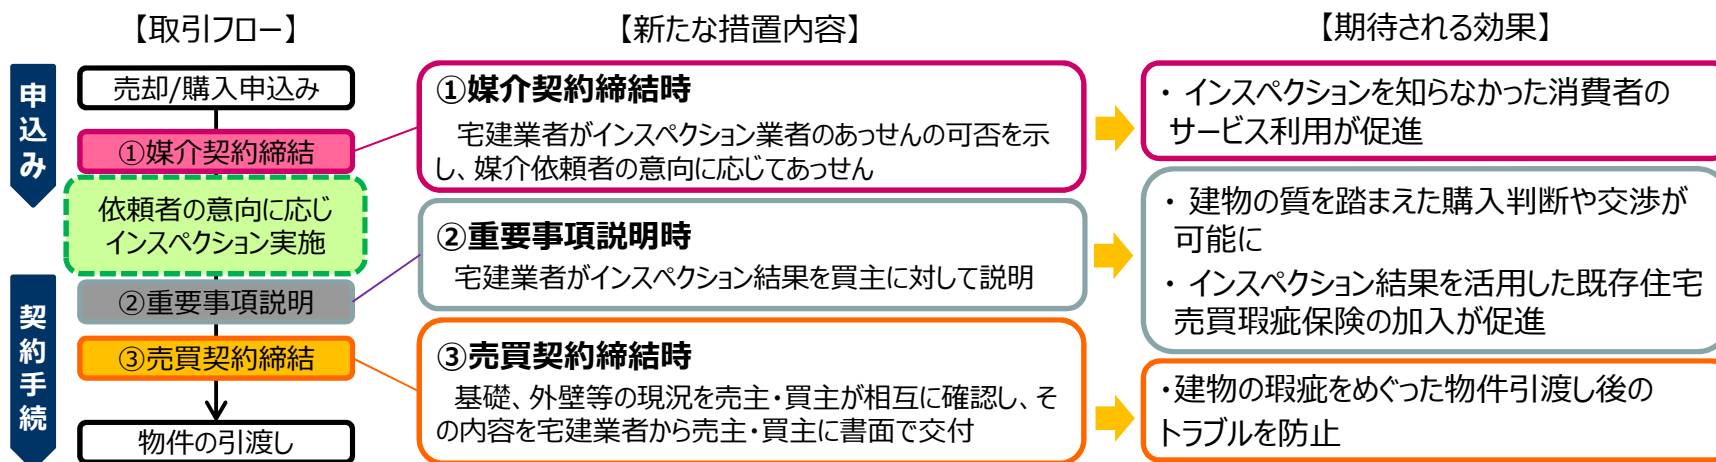 【取引フロー】
【新たな措置内容】
【期待される効果】
申込み
売却/購入申込み
①媒介契約締結
依頼者の意向に応じ
インスペクション実施
契約手続
②重要事項説明
③売買契約締結
物件の引渡し
①媒介契約締結時
宅建業者がインスペクション業者のあっせんの可否を示
し、媒介依頼者の意向に応じてあっせん
②重要事項説明時
宅建業者がインスペクション結果を買主に対して説明
③売買契約締結時
基礎、外壁等の現況を売主・買主が相互に確認し、そ
の内容を宅建業者から売主・買主に書面で交付
・ インスペクションを知らなかった消費者の
サービス利用が促進
・ 建物の質を踏まえた購入判断や交渉が
可能に
・ インスペクション結果を活用した既存住宅
売買瑕疵保険の加入が促進
・建物の瑕疵をめぐった物件引渡し後の
トラブルを防止